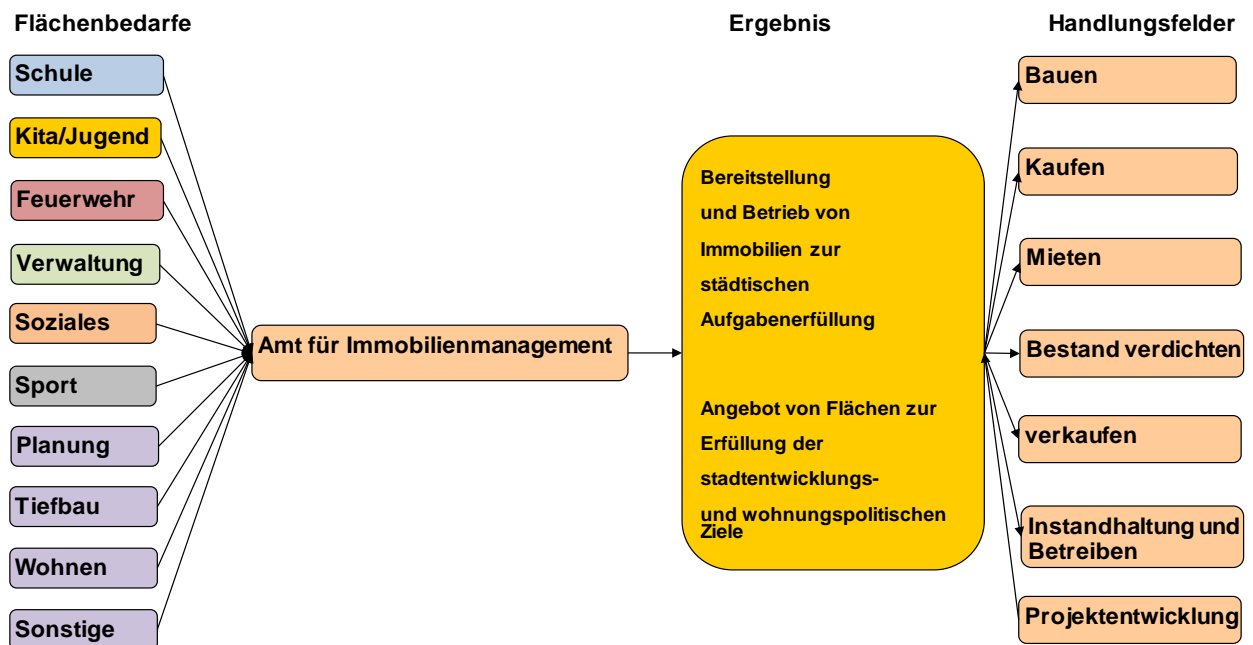 Flächenbedarfe
Schule
Kita/Jugend
Feuerwehr
Verwaltung
Soziales
Sport
Planung
Tiefbau
Wohnen
Sonstige
Amt für Immobilienmanagement
Ergebnis
Bereitstellung
und Betrieb von
Immobilien zur
städtischen
Aufgabenerfüllung
Angebot von Flächen zur
Erfüllung der
stadtentwicklungs-
und wohnungspolitischen
Ziele
Handlungsfelder
Bauen
Kaufen
Mieten
Bestand verdichten
verkaufen
Instandhaltung und
Betreiben
Projektentwicklung